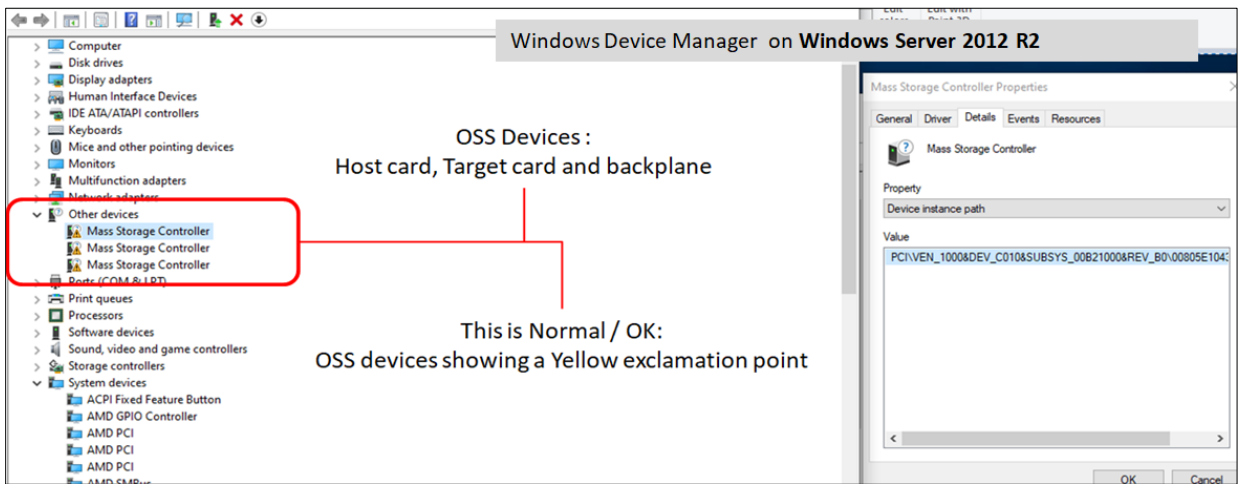 Edit
Edit with
Windows Device Manager on Windows Server 2012 R2
Computer
Disk drives
Display adapters
Human Interface Devices
IDE ATA/ATAPI controllers
Keyboards
Mice and other pointing devices
Monitors
Multifunction adapters
Network adapters
Other devices
Mass Storage Controller
Mass Storage Controller
Mass Storage Controller
Ports (COM & LPT)
Print queues
Processors
Software devices
Sound, video and game controllers
Storage controllers
System devices
ACPI Fixed Feature Button
AMD GPIO Controller
AMD PCI
AMD PCI
AMD PCI
AMD SMBus
OSS Devices :
Host card, Target card and backplane
This is Normal / OK:
OSS devices showing a Yellow exclamation point
Mass Storage Controller Properties
General Driver Details Events Resources
Mass Storage Controller
Property
Device instance path
Value
PCI\VEN_1000&DEV_C010&SUBSYS_00B21000&REV_B0\00805E104
OK Cancel